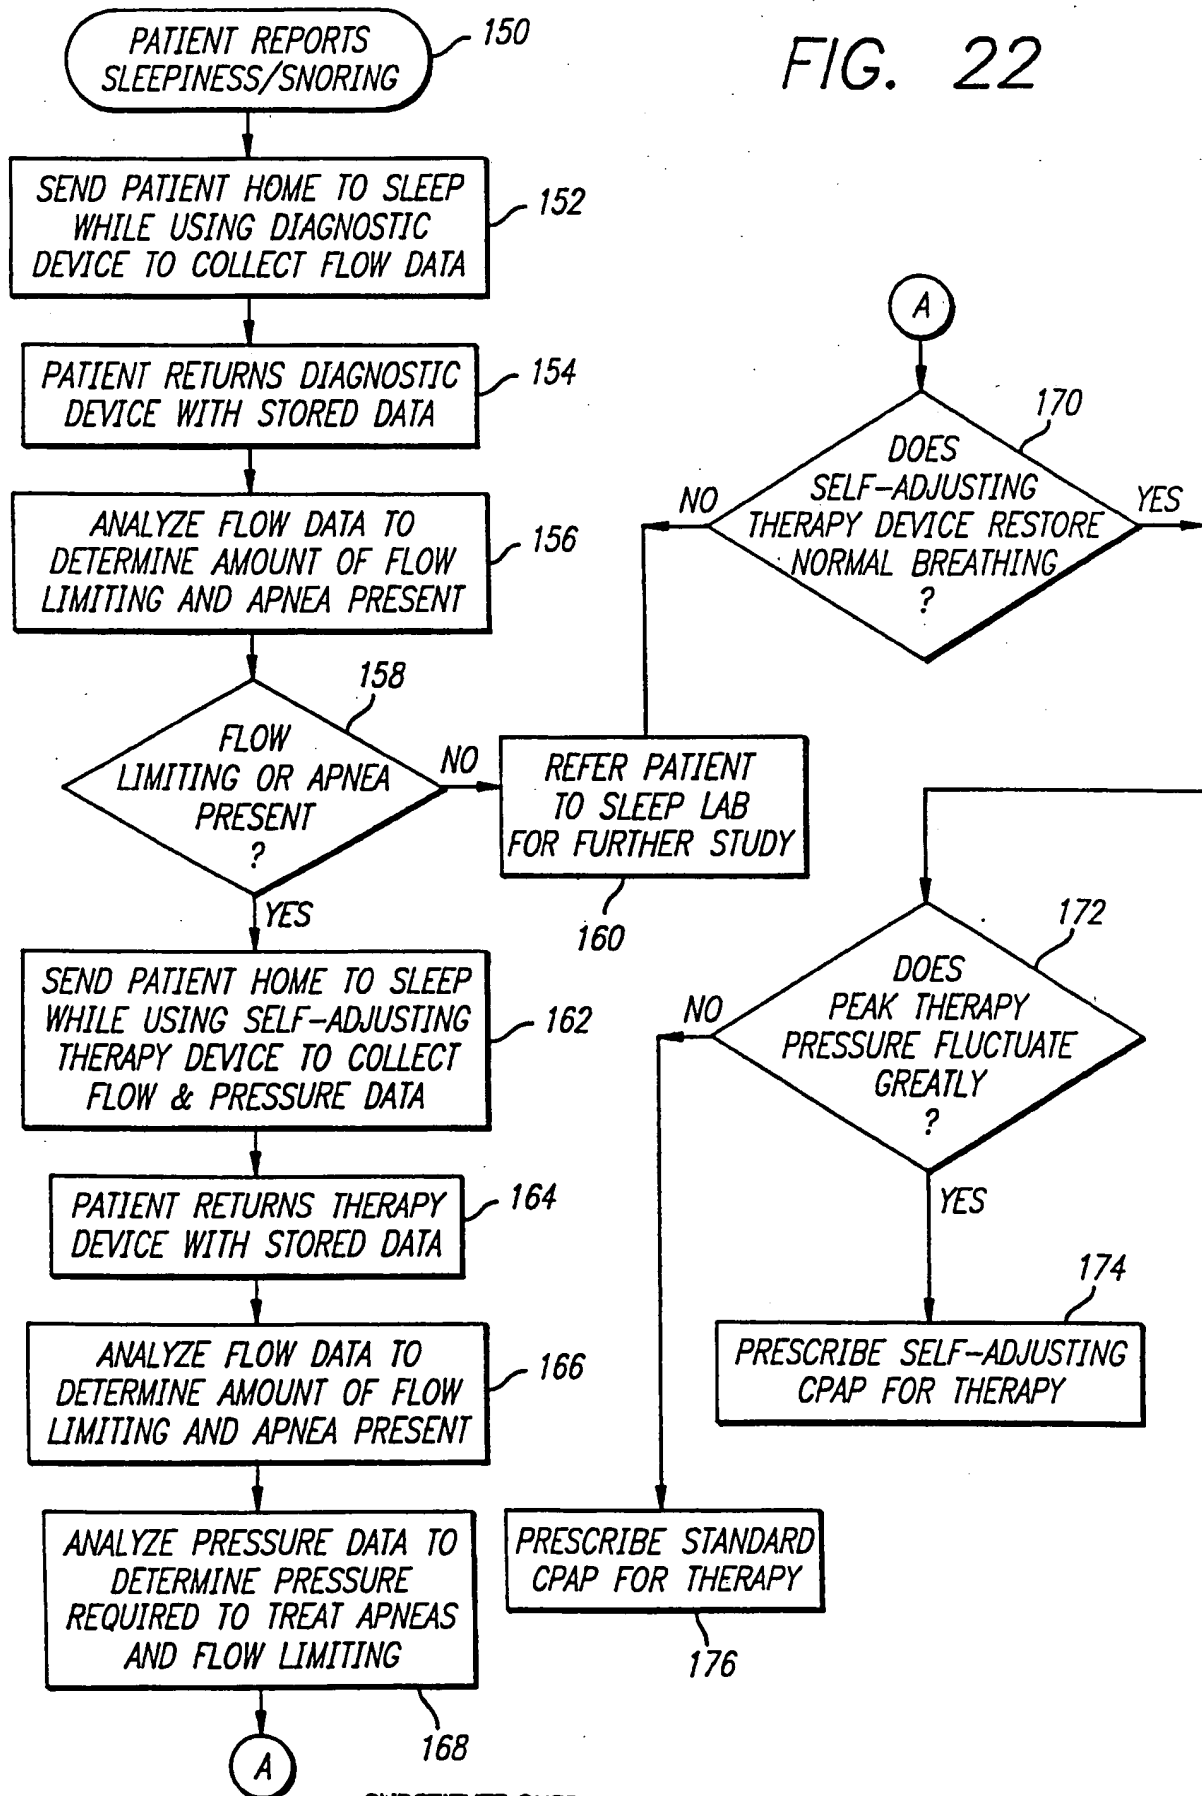 FIG. 22
PATIENT REPORTS
SLEEPINESS/SNORING
150
SEND PATIENT HOME TO SLEEP
WHILE USING DIAGNOSTIC
DEVICE TO COLLECT FLOW DATA
152
PATIENT RETURNS DIAGNOSTIC
DEVICE WITH STORED DATA
154
ANALYZE FLOW DATA TO
DETERMINE AMOUNT OF FLOW
LIMITING AND APNEA PRESENT
156
FLOW
LIMITING OR APNEA
PRESENT
?
158
NO
YES
REFER PATIENT
TO SLEEP LAB
FOR FURTHER STUDY
160
SEND PATIENT HOME TO SLEEP
WHILE USING SELF-ADJUSTING
THERAPY DEVICE TO COLLECT
FLOW & PRESSURE DATA
162
PATIENT RETURNS THERAPY
DEVICE WITH STORED DATA
164
ANALYZE FLOW DATA TO
DETERMINE AMOUNT OF FLOW
LIMITING AND APNEA PRESENT
166
ANALYZE PRESSURE DATA TO
DETERMINE PRESSURE
REQUIRED TO TREAT APNEAS
AND FLOW LIMITING
168
A
A
DOES
SELF-ADJUSTING
THERAPY DEVICE RESTORE
NORMAL BREATHING
?
170
NO
YES
DOES
PEAK THERAPY
PRESSURE FLUCTUATE
GREATLY
?
172
NO
YES
PRESCRIBE SELF-ADJUSTING
CPAP FOR THERAPY
174
PRESCRIBE STANDARD
CPAP FOR THERAPY
176